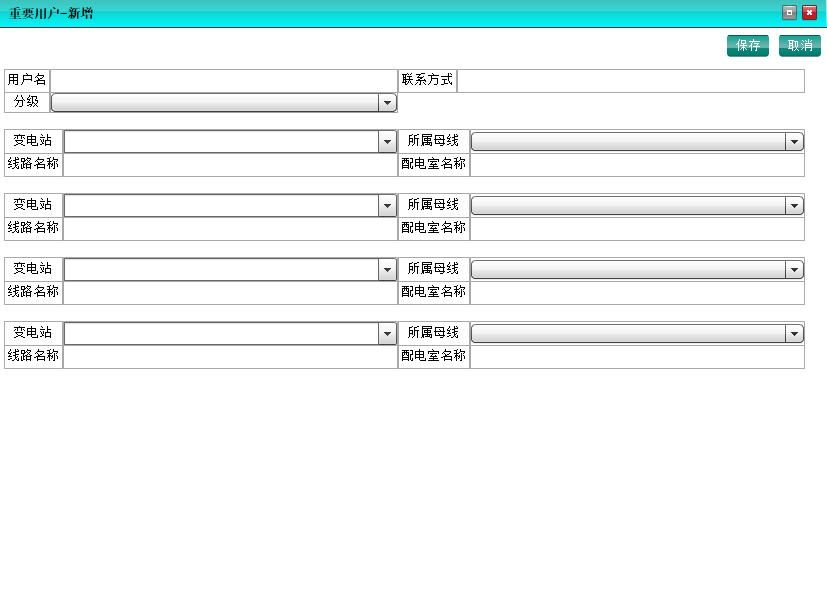 重要用户-新增
保存 取消
用户名 联系方式
分级
变电站 所属母线
线路名称 配电室名称
变电站 所属母线
线路名称 配电室名称
变电站 所属母线
线路名称 配电室名称
变电站 所属母线
线路名称 配电室名称